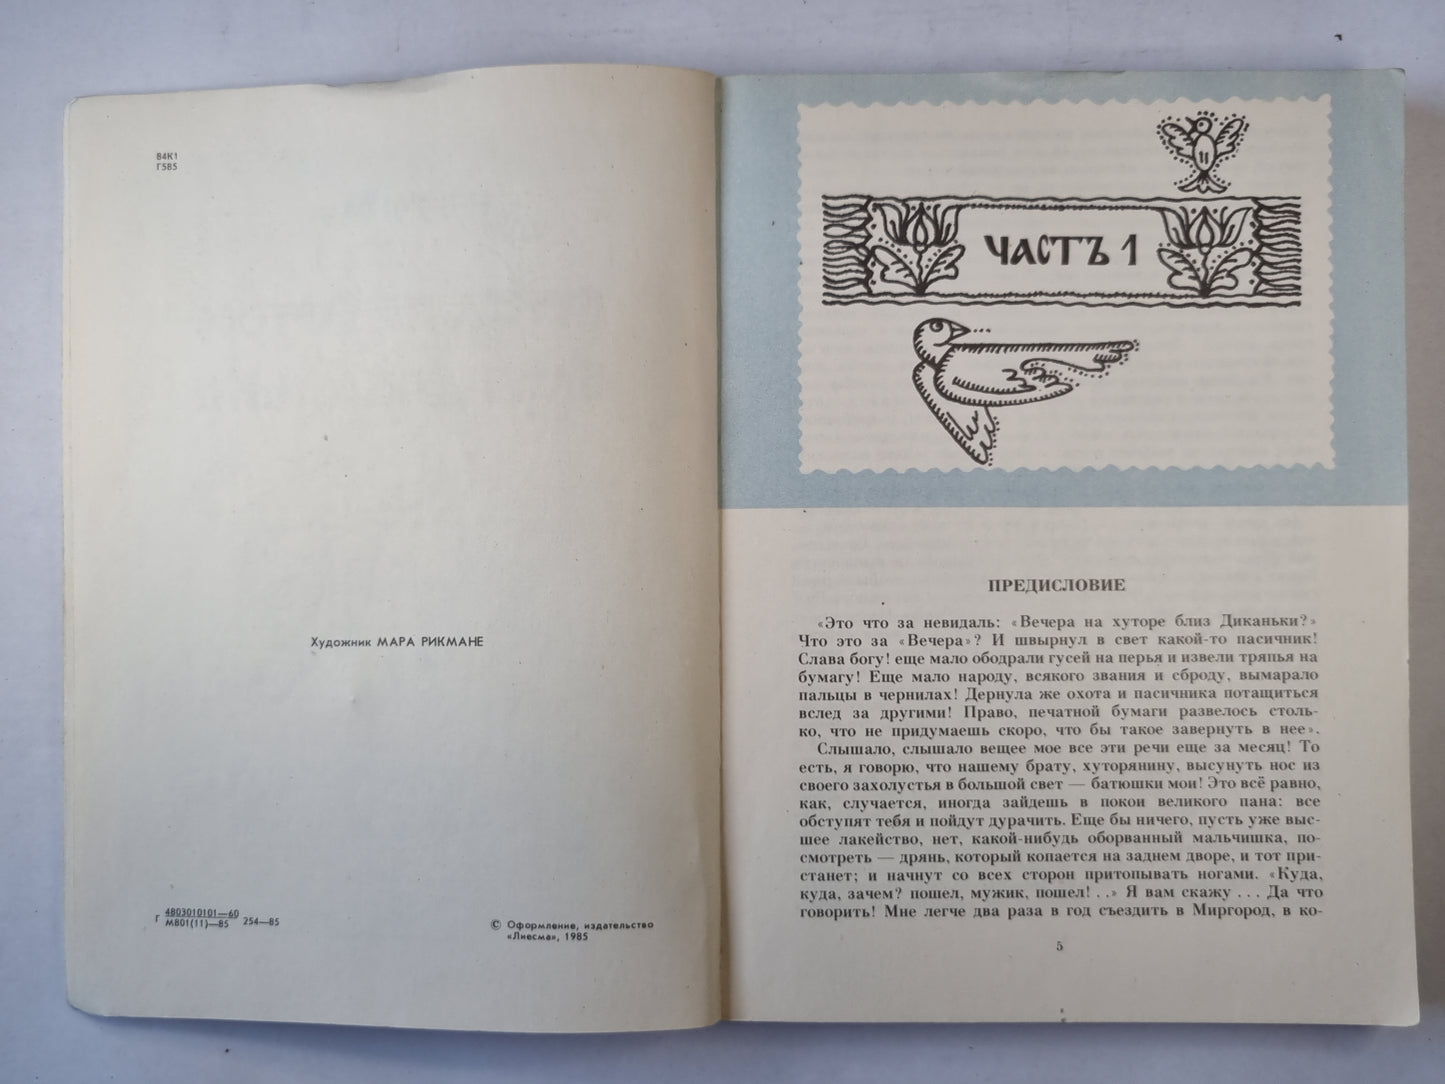 84К1
Г585
Художник МАРА РИКМАНЕ
Г 4803010101—60
М801(11)—85 254—85
© Оформление, издательство
«Лиесма», 1985
ЧАСТЪ 1
ПРЕДИСЛОВИЕ
«Это что за невидаль: «Вечера на хуторе близ Диканьки?»
Что это за «Вечера»? И швырнул в свет какой-то пасичник!
Слава богу! еще мало ободрали гусей на перья и извели тряпья на
бумагу! Еще мало народу, всякого звания и сброду, вымарало
пальцы в чернилах! Дернула же охота и пасичника потащиться
вслед за другими! Право, печатной бумаги развелось столь-
ко, что не придумаешь скоро, что бы такое завернуть в нее».
Слышало, слышало вещее мое все эти речи еще за месяц! То
есть, я говорю, что нашему брату, хуторянину, высунуть нос из
своего захолустья в большой свет — батюшки мои! Это всё равно,
как, случается, иногда зайдешь в покои великого пана: все
обступят тебя и пойдут дурачить. Еще бы ничего, пусть уже выс-
шее лакейство, нет, какой-нибудь оборванный мальчишка, по-
смотреть — дрянь, который копается на заднем дворе, и тот при-
станет; и начнут со всех сторон притопывать ногами. «Куда,
куда, зачем? пошел, мужик, пошел! ..» Я вам скажу ... Да что
говорить! Мне легче два раза в год съездить в Миргород, в ко-
5